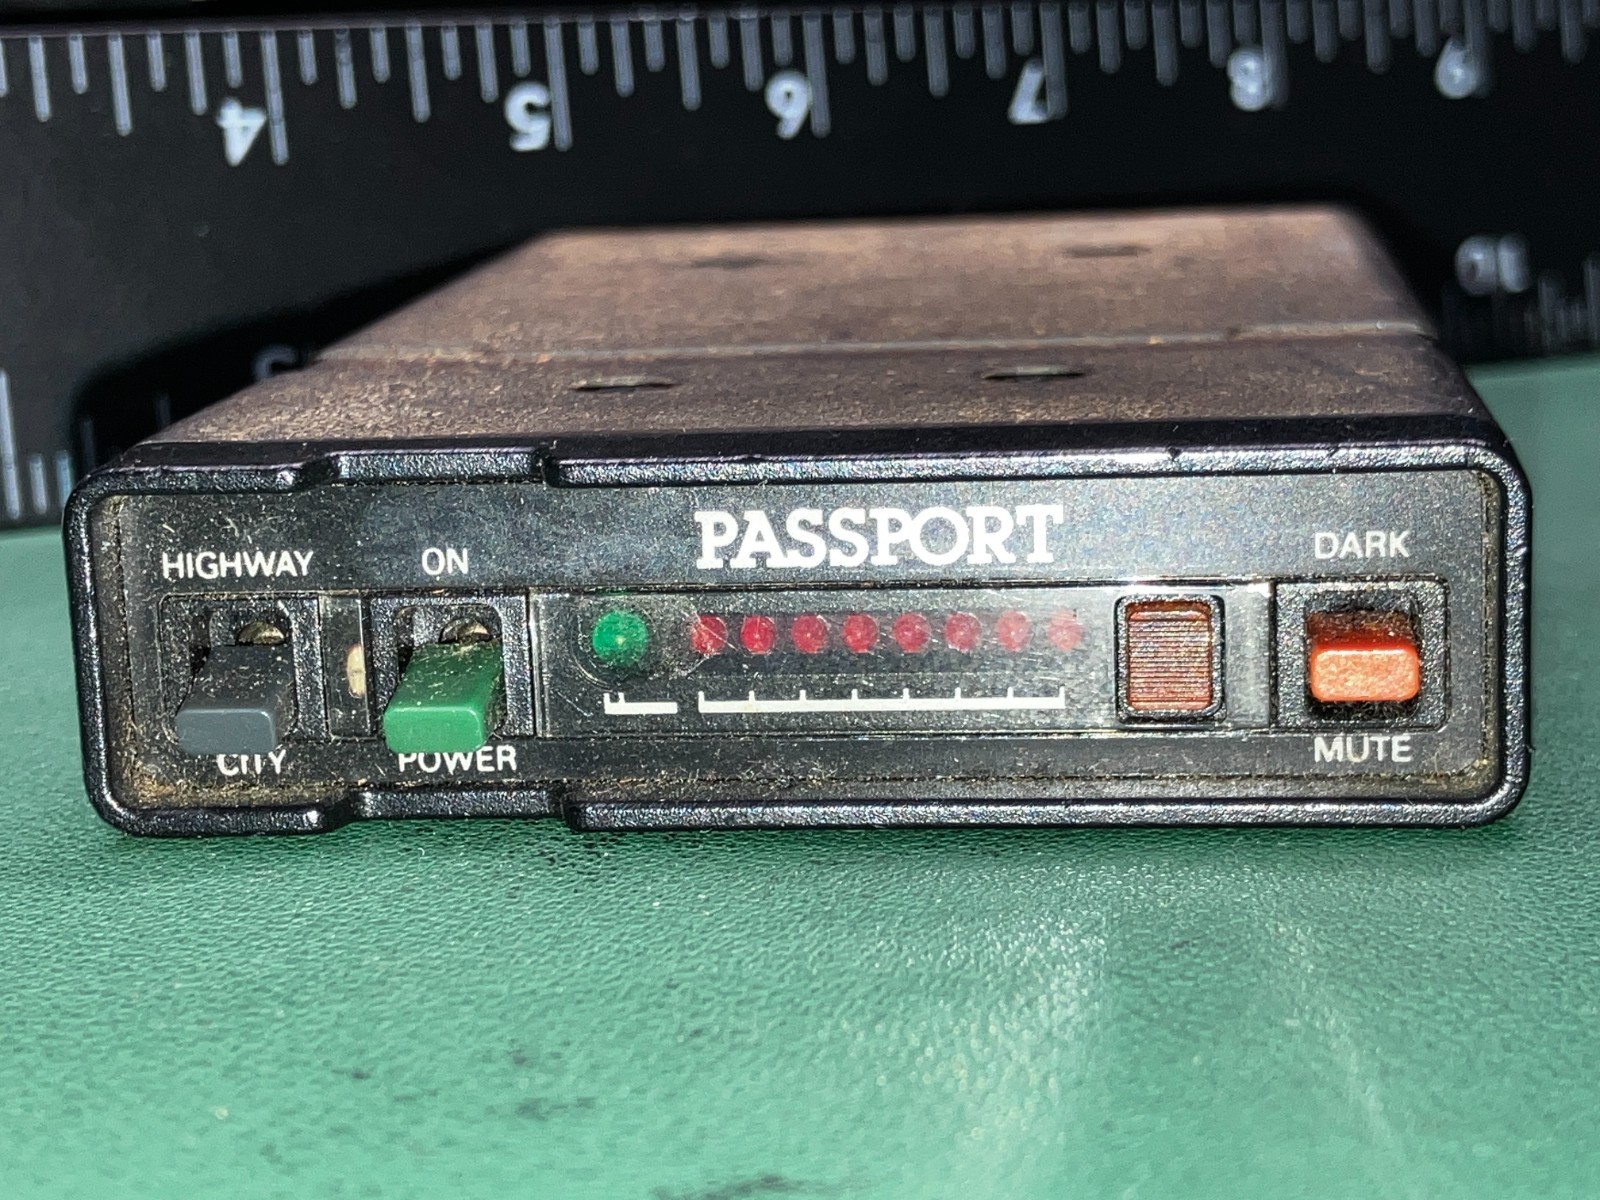 4 5 6 7 8 9
10
HIGHWAY
ON
PASSPORT
DARK
CITY
POWER
MUTE